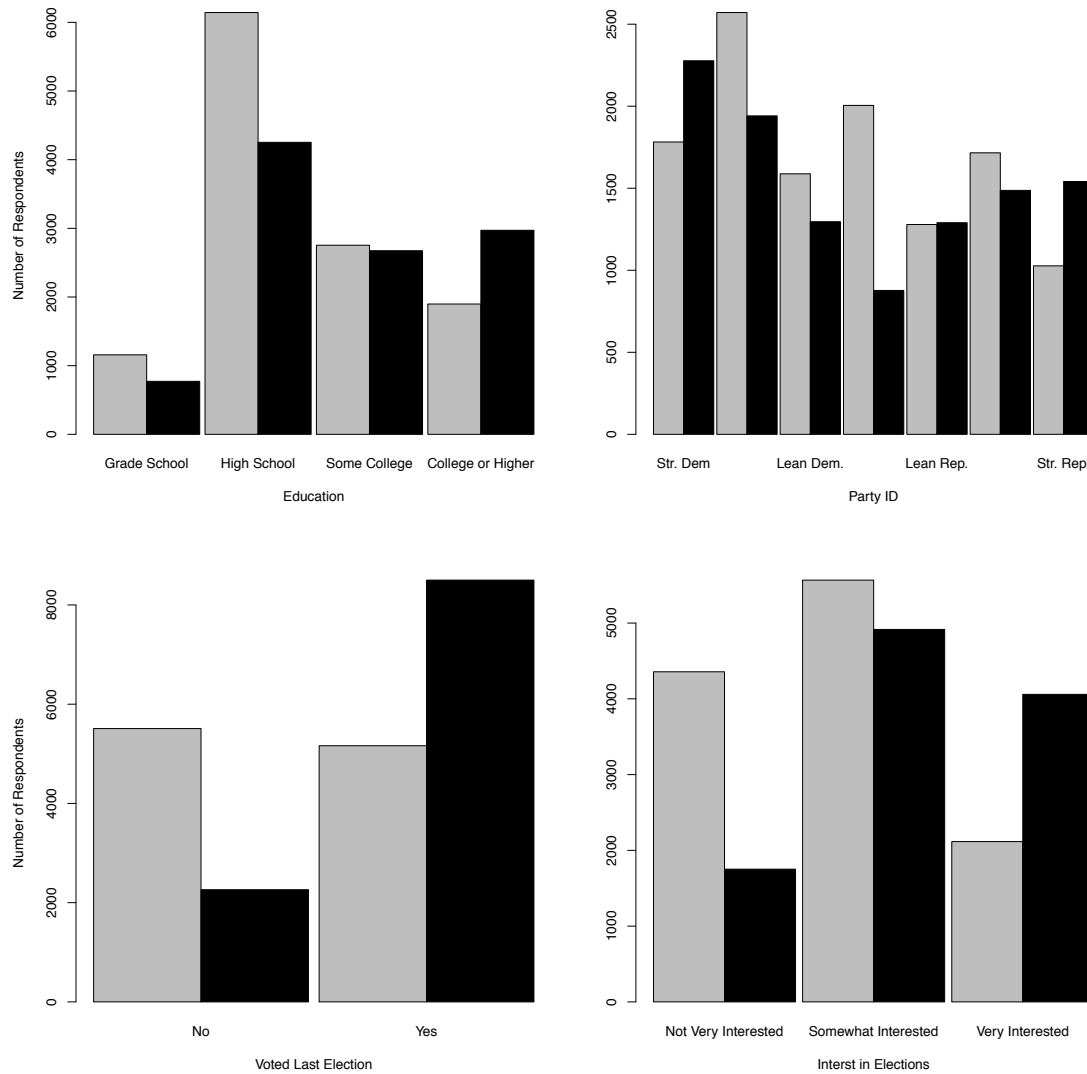 Number of Respondents
0 1000 2000 3000 4000 5000 6000
Grade School High School Some College College or Higher
Education
0 500 1000 1500 2000 2500
Str. Dem Lean Dem. Lean Rep. Str. Rep
Party ID
Number of Respondents
0 2000 4000 6000 8000
No Yes
Voted Last Election
0 1000 2000 3000 4000 5000
Not Very Interested Somewhat Interested Very Interested
Interst in Elections